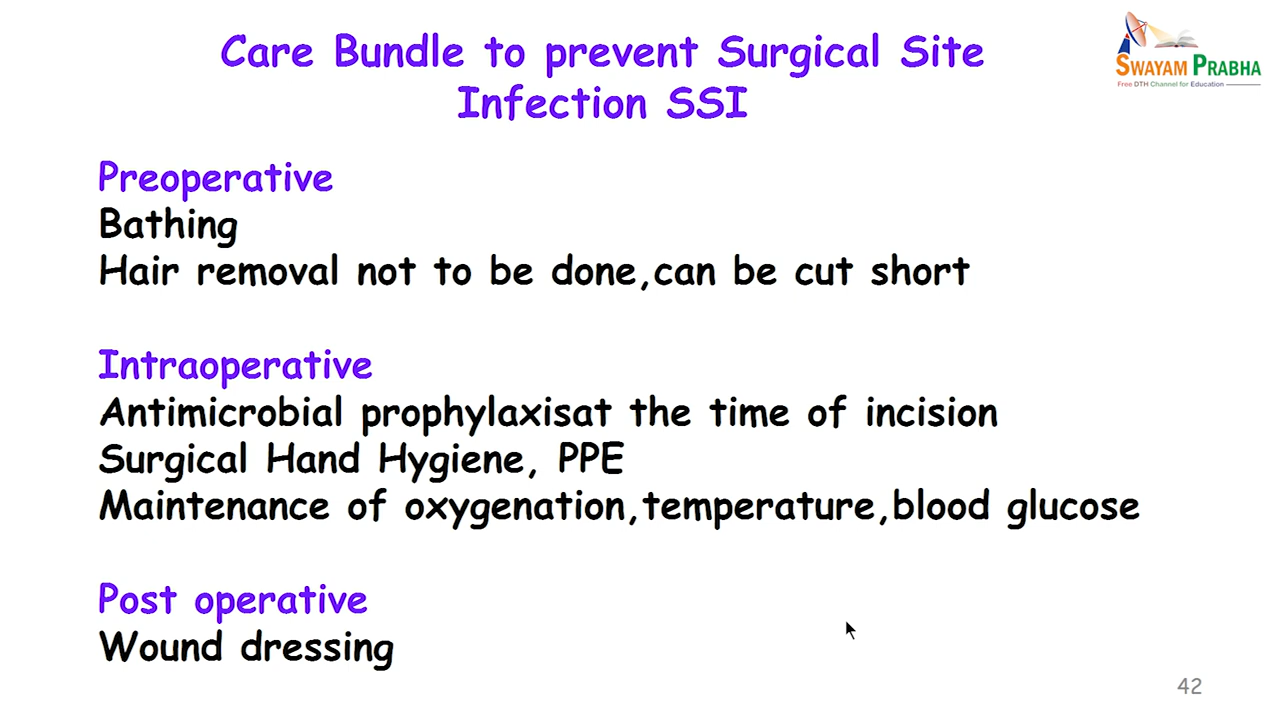 Care Bundle to prevent Surgical Site
Infection SSI
SWAYAM PRABHA
Free DTH Channel for Education
Preoperative
Bathing
Hair removal not to be done,can be cut short
Intraoperative
Antimicrobial prophylaxisat the time of incision
Surgical Hand Hygiene, PPE
Maintenance of oxygenation,temperature,blood glucose
Post operative
Wound dressing
42